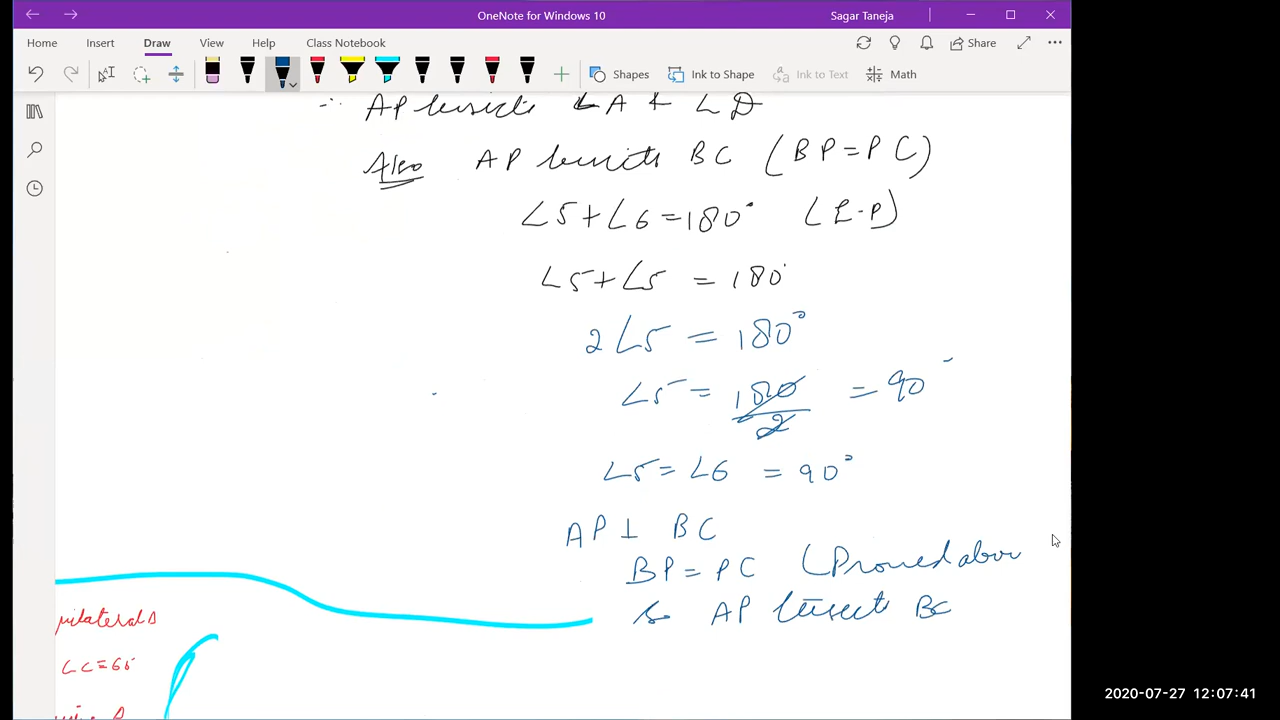 OneNote for Windows 10
Sagar Taneja
Home Insert Draw View Help Class Notebook
Share
Shapes Ink to Shape Ink to Text Math
∴ AP bisects ∠A + ∠D
Also AP bisects BC (BP=PC)
∠5+∠6=180° (L.P)
∠5+∠5 = 180°
2∠5 = 180°
∠5 = 180/2 = 90°
∠5=∠6 = 90°
AP⊥ BC
BP = PC (Proved above
So AP bisects BC
uilateral Δ
∠C=60
2020-07-27 12:07:41